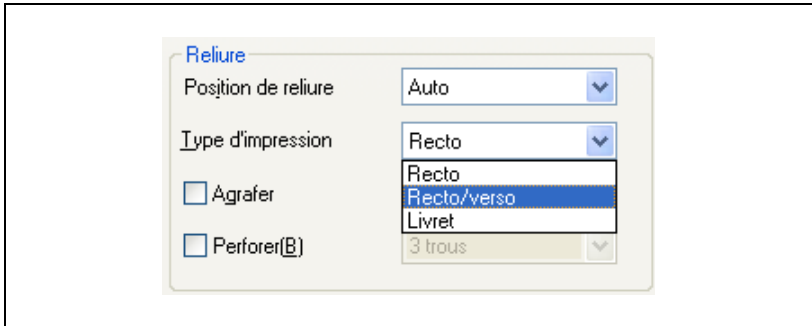 Reliure
Position de reliure Auto
Type d'impression Recto
Recto
Agrafer Recto/verso
Livret
Perforer(B) 3 trous